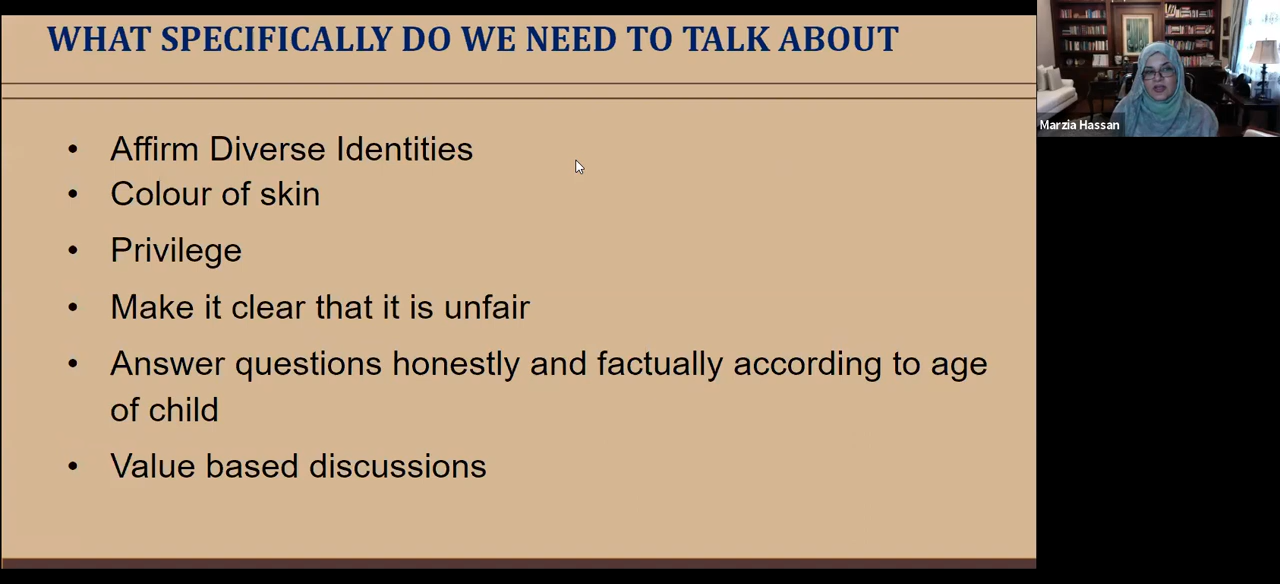 WHAT SPECIFICALLY DO WE NEED TO TALK ABOUT
• Affirm Diverse Identities
• Colour of skin
• Privilege
• Make it clear that it is unfair
• Answer questions honestly and factually according to age
of child
• Value based discussions
Marzia Hassan